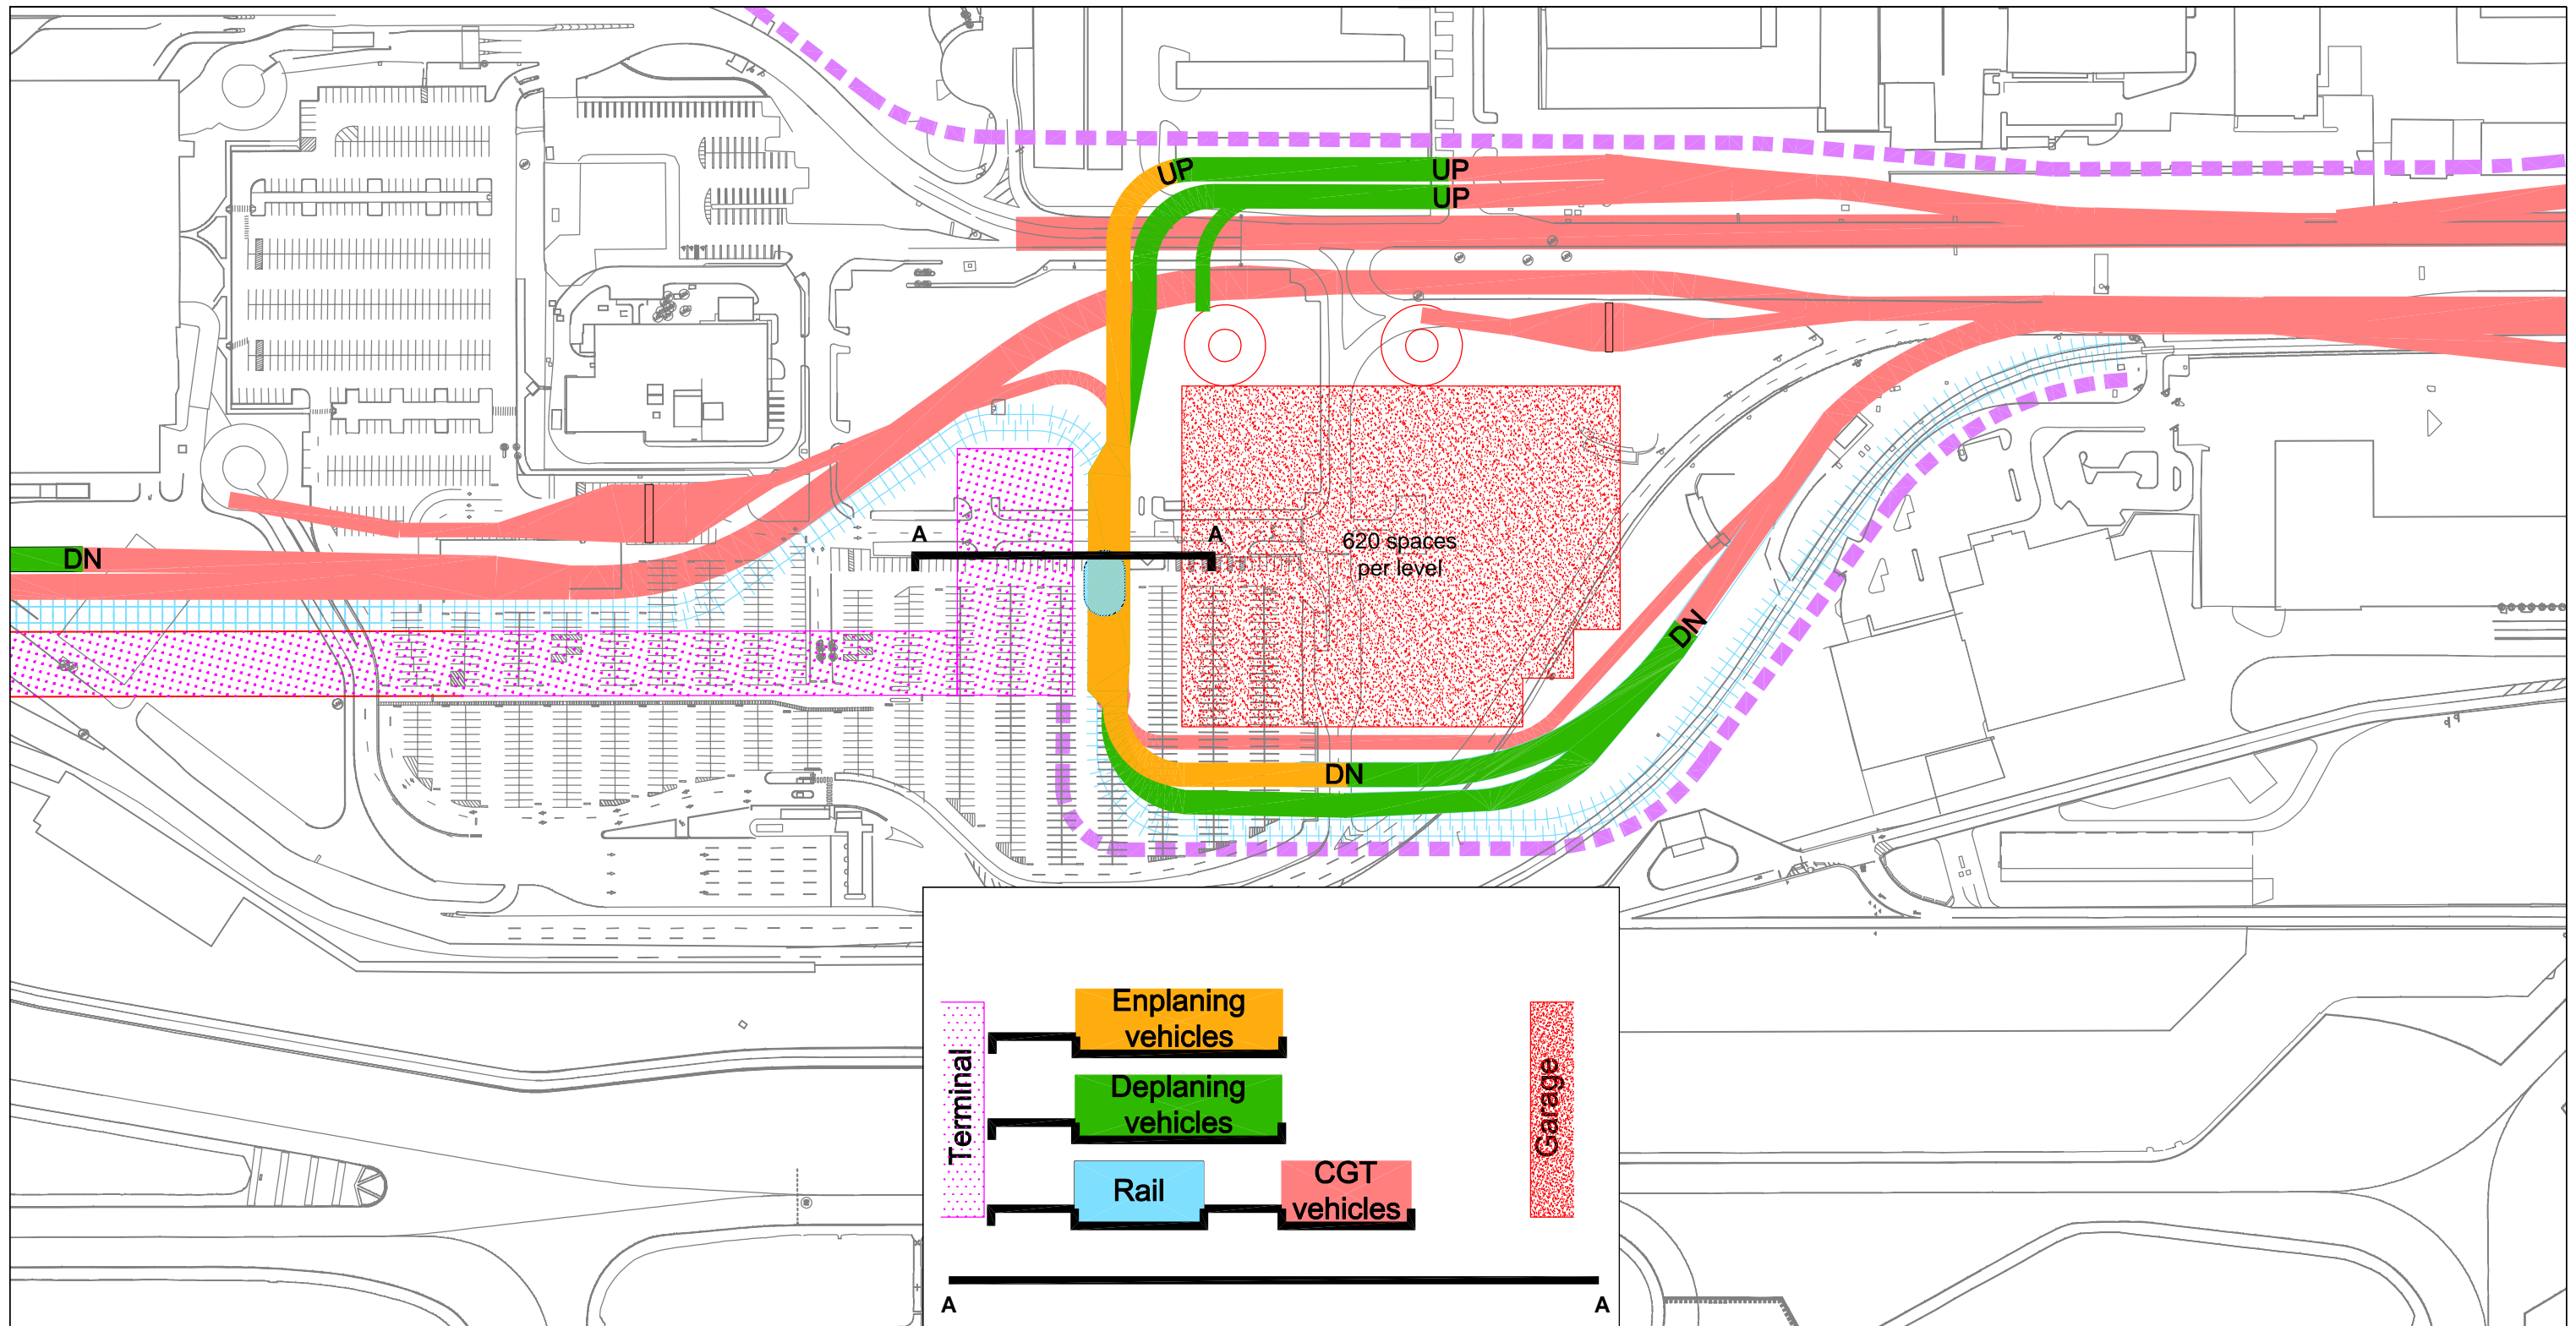 UP
UP
UP
A
A
620 spaces
per level
DN
DN
DN
Enplaning
vehicles
Deplaning
vehicles
Terminal
Garage
Rail
CGT
vehicles
A
A